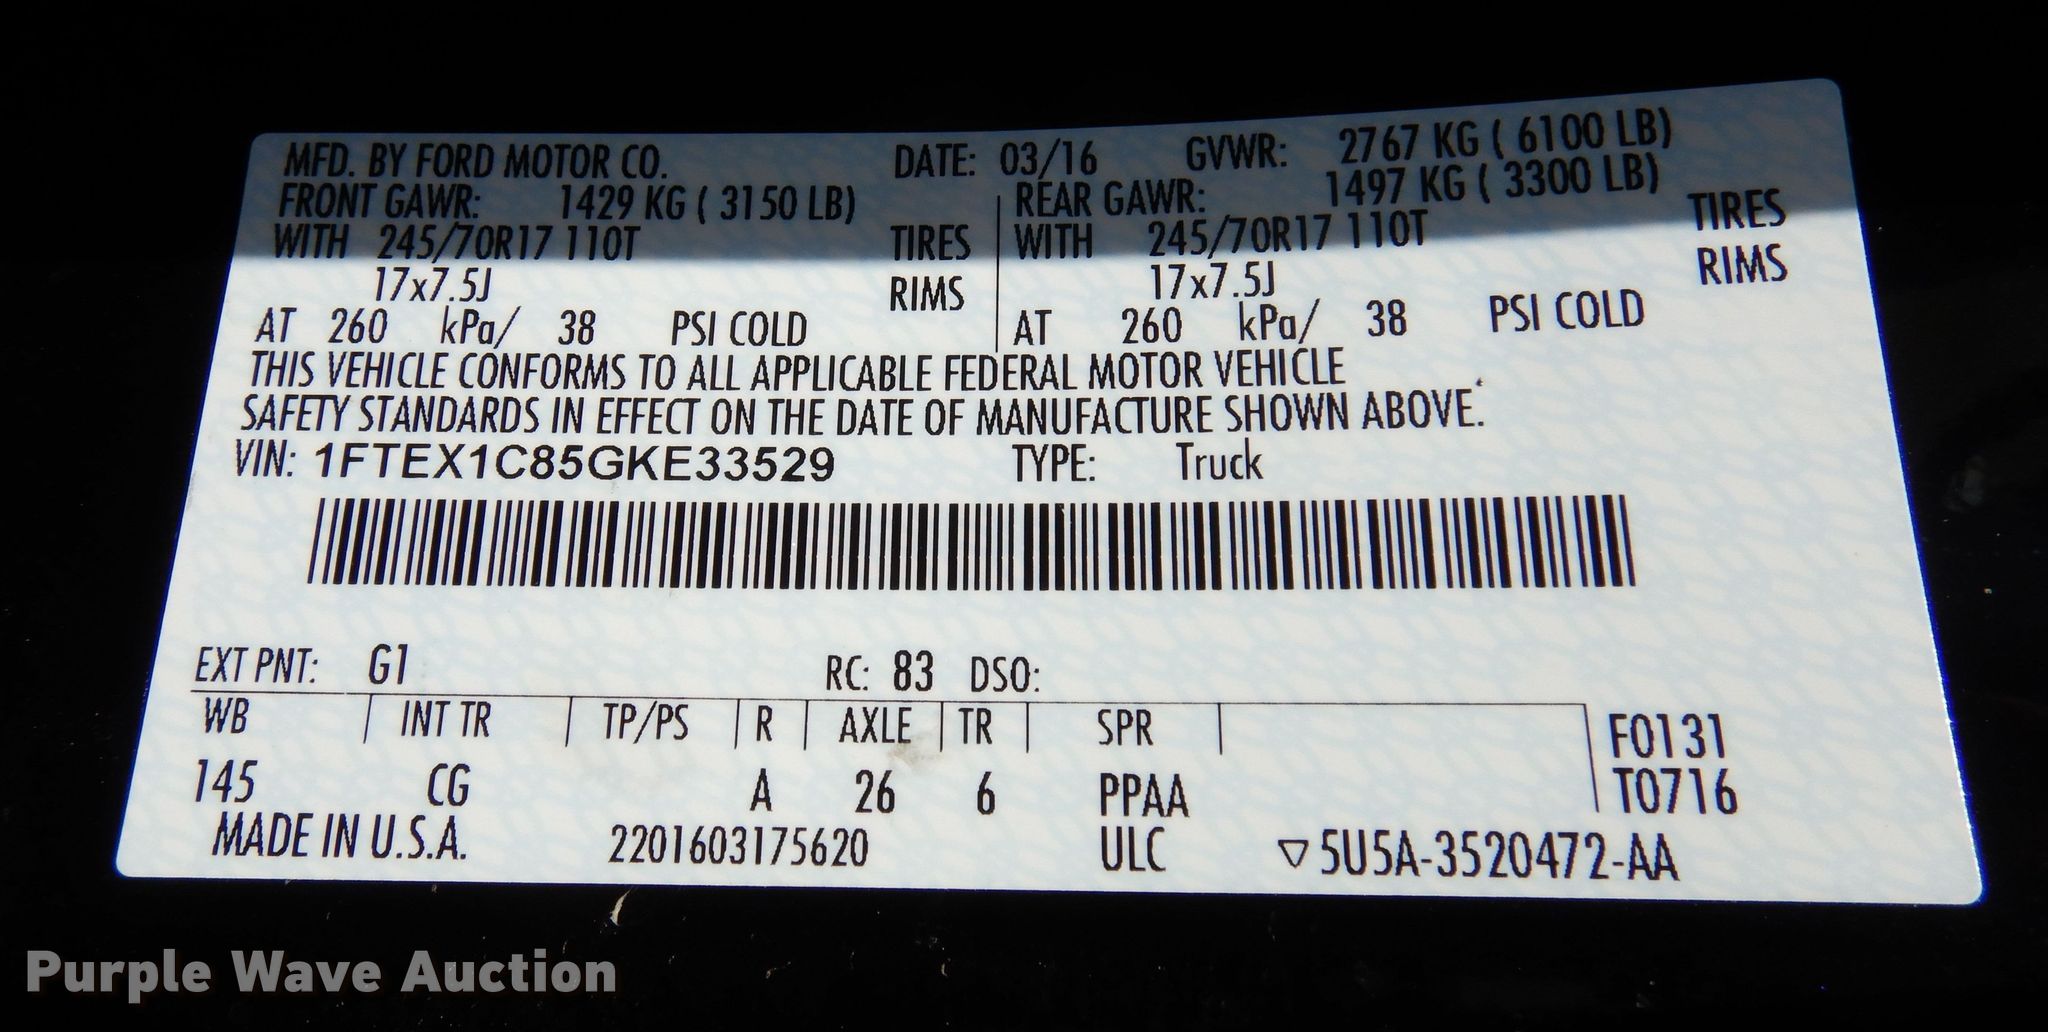 MFD. BY FORD MOTOR CO. DATE: 03/16 GVWR: 2767 KG ( 6100 LB)
FRONT GAWR: 1429 KG ( 3150 LB) REAR GAWR: 1497 KG ( 3300 LB)
WITH 245/70R17 110T TIRES WITH 245/70R17 110T TIRES
17x7.5J RIMS 17x7.5J RIMS
AT 260 kPa/ 38 PSI COLD AT 260 kPa/ 38 PSI COLD
THIS VEHICLE CONFORMS TO ALL APPLICABLE FEDERAL MOTOR VEHICLE
SAFETY STANDARDS IN EFFECT ON THE DATE OF MANUFACTURE SHOWN ABOVE.
VIN: 1FTEX1C85GKE33529 TYPE: Truck
EXT PNT: G1 RC: 83 DSO:
WB INT TR TP/PS R AXLE TR SPR F0131
145 CG A 26 6 PPAA T0716
MADE IN U.S.A. 2201603175620 ULC ▽5U5A-3520472-AA
Purple Wave Auction